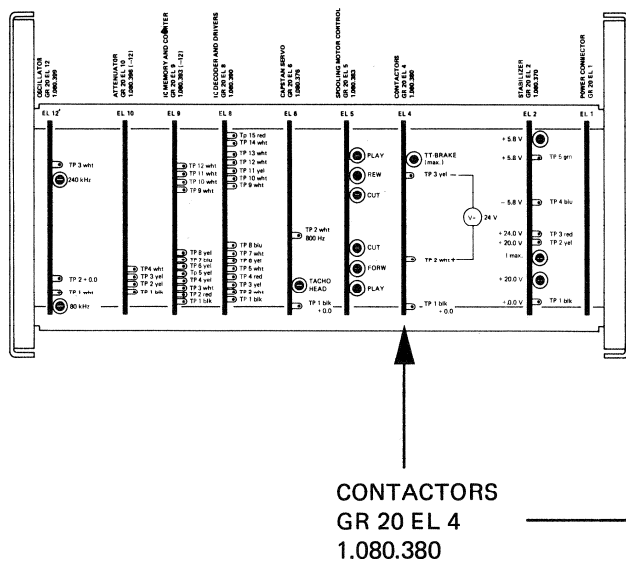 OSCILLATOR
GR 20 EL 12
1.080.399
ATTENUATOR
GR 20 EL 10
1.080.396 (–12)
IC MEMORY AND COUNTER
GR 20 EL 9
1.080.393 (–12)
IC DECODER AND DRIVERS
GR 20 EL 8
1.080.390
CAPSTAN SERVO
GR 20 EL 6
1.080.376
SPOOLING MOTOR CONTROL
GR 20 EL 5
1.080.383
CONTACTORS
GR 20 EL 4
1.080.380
STABILIZER
GR 20 EL 2
1.080.370
POWER CONNECTOR
GR 20 EL 1
EL 12
EL 10
EL 9
EL 8
EL 6
EL 5
EL 4
EL 2
EL 1
TP 3 wht
240 kHz
TP 2 + 0.0
TP 1 wht
80 kHz
TP4 wht
TP 3 yel
TP 2 yel
TP 1 blk
TP 12 wht
TP 11 wht
TP 10 wht
TP 9 wht
TP 8 yel
TP 7 blu
TP 6 yel
Tp 5 yel
TP 4 yel
TP 3 wht
TP 2 red
TP 1 blk
Tp 15 red
TP 14 wht
TP 13 wht
TP 12 wht
TP 11 yel
TP 10 wht
TP 9 wht
TP 8 blu
TP 7 wht
TP 6 yel
TP 5 wht
TP 4 red
TP 3 yel
TP 2 wht
TP 1 blk
TP 2 wht
800 Hz
TACHO
HEAD
TP 1 blk
+ 0.0
PLAY
REW
CUT
CUT
FORW
PLAY
TT-BRAKE
(max.)
TP 3 yel –
V= 24 V
TP 2 wht +
TP 1 blk
+ 0.0
+ 5.8 V
+ 5.8 V TP 5 grn
– 5.8 V TP 4 blu
+ 24.0 V TP 3 red
+ 20.0 V TP 2 yel
I max.
+ 20.0 V
+ 0.0 V TP 1 blk
CONTACTORS
GR 20 EL 4
1.080.380